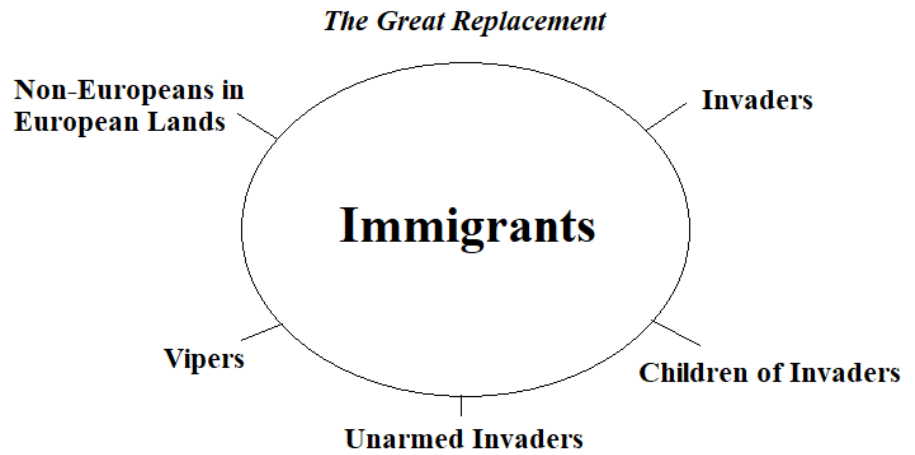 The Great Replacement
Non-Europeans in
European Lands
Invaders
Immigrants
Vipers
Children of Invaders
Unarmed Invaders